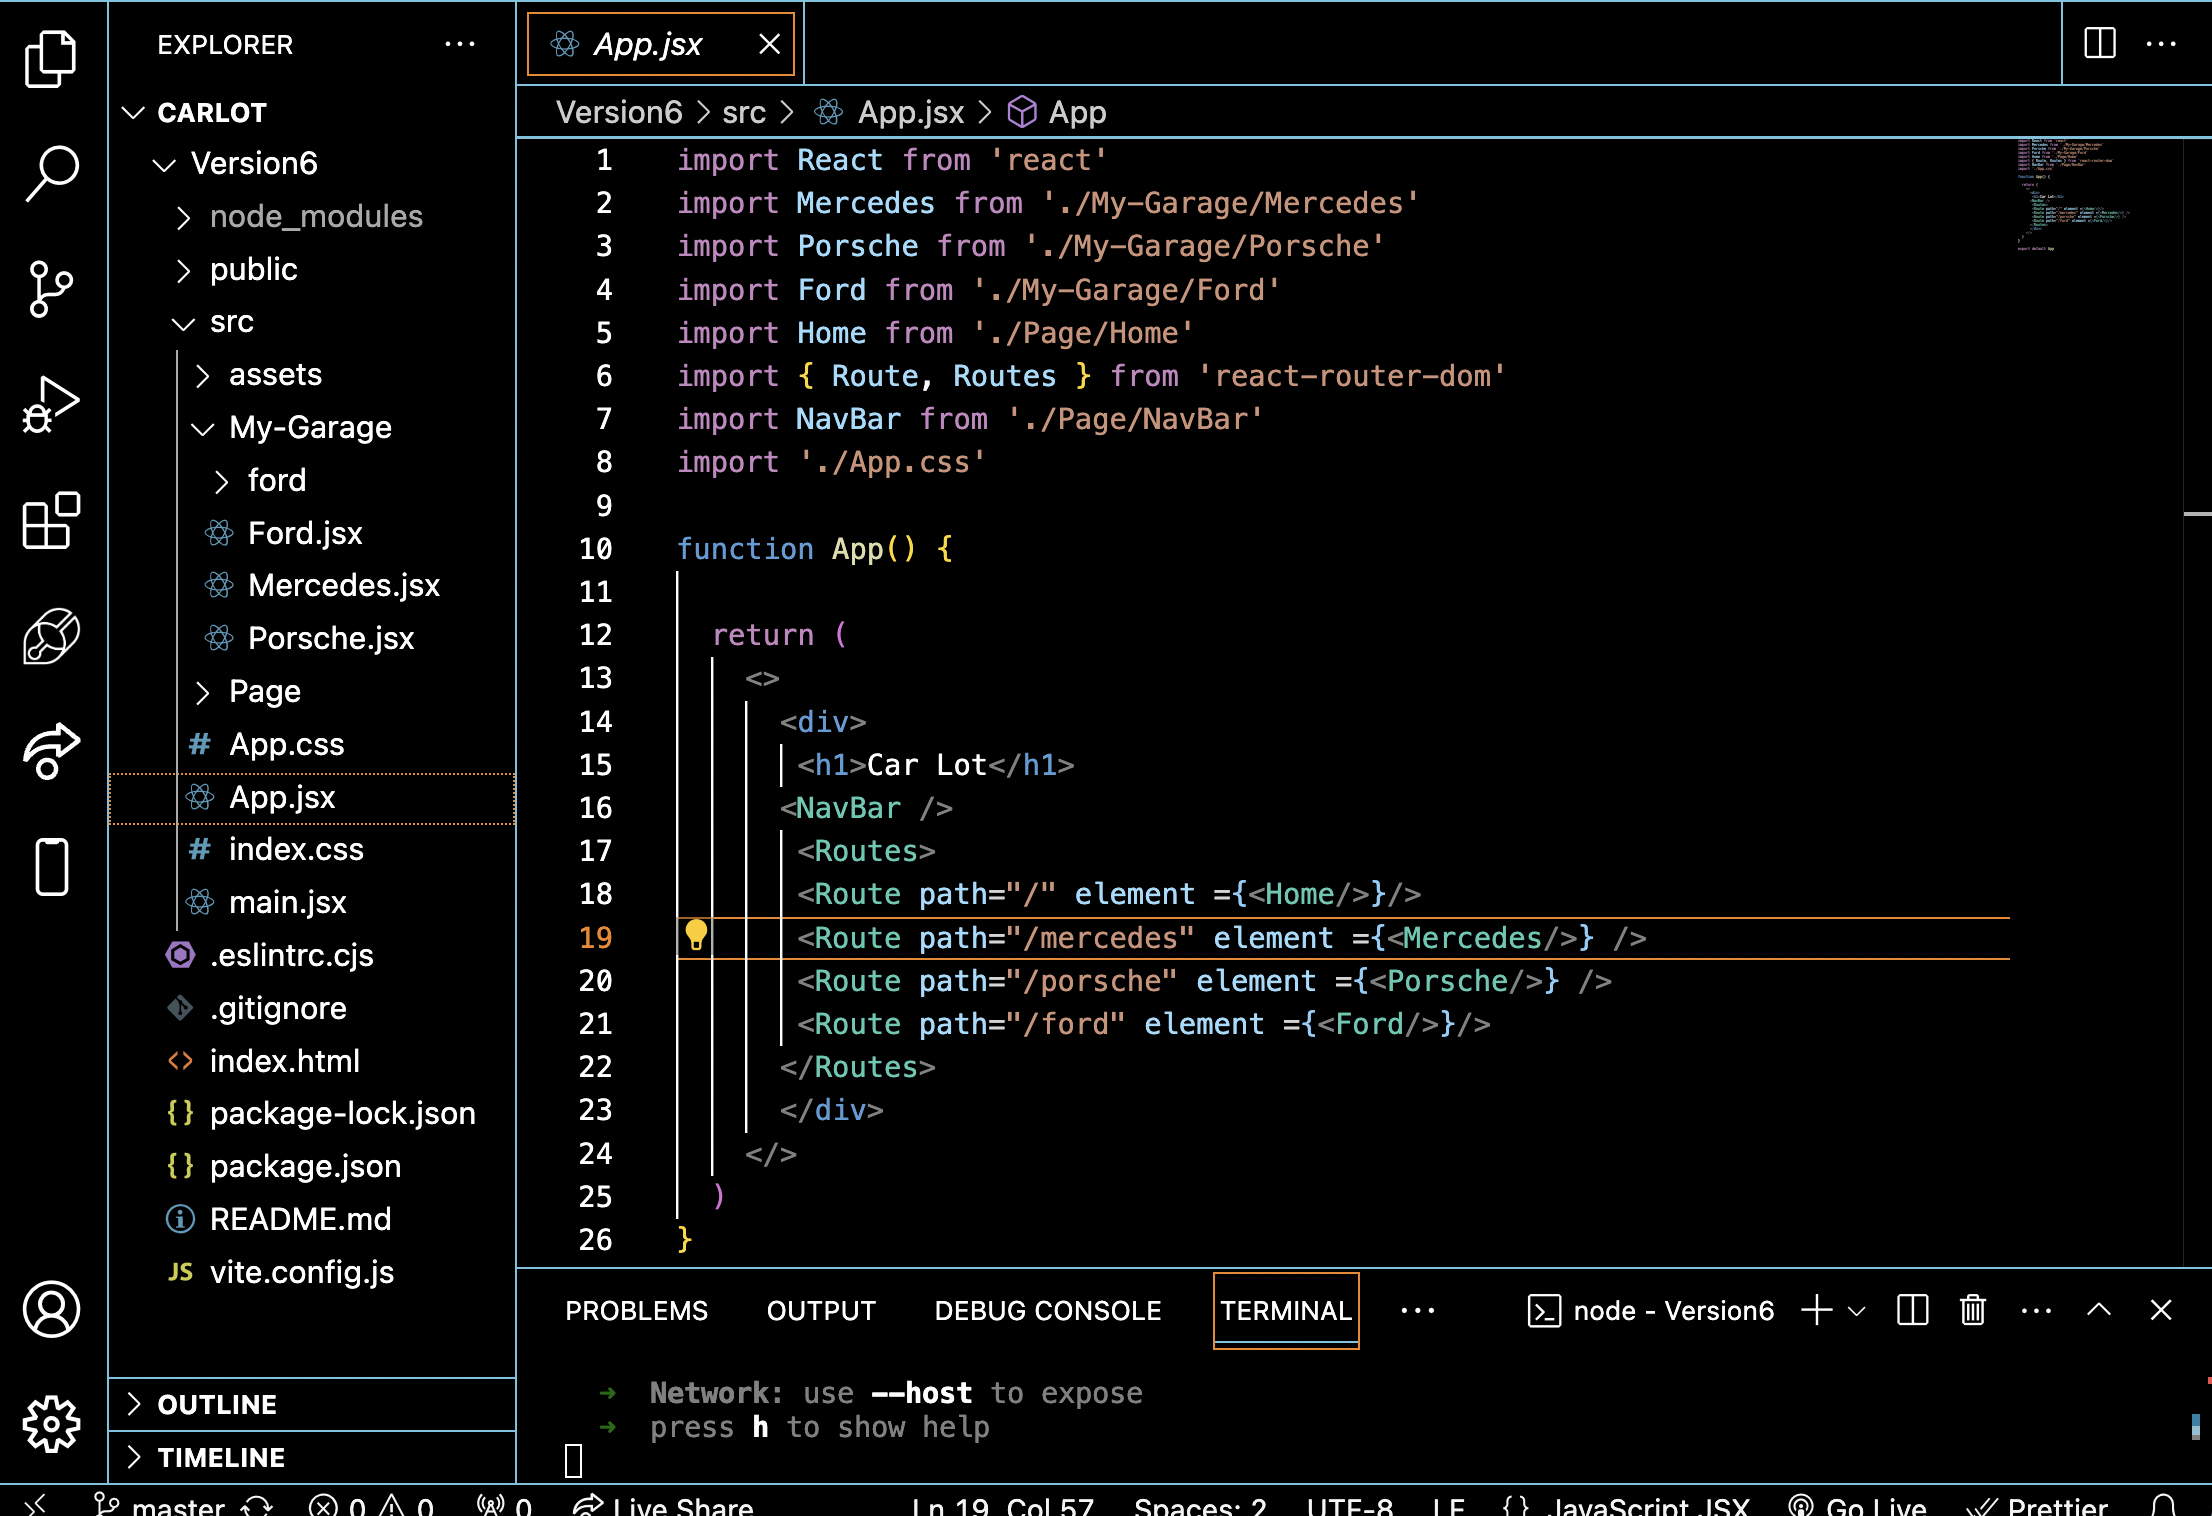 EXPLORER
CARLOT
Version6
node_modules
public
src
assets
My-Garage
ford
Ford.jsx
Mercedes.jsx
Porsche.jsx
Page
# App.css
App.jsx
# index.css
main.jsx
.eslintrc.cjs
.gitignore
<> index.html
{} package-lock.json
{} package.json
README.md
JS vite.config.js
OUTLINE
TIMELINE
App.jsx
Version6 > src > App.jsx > App
1 import React from 'react'
2 import Mercedes from './My-Garage/Mercedes'
3 import Porsche from './My-Garage/Porsche'
4 import Ford from './My-Garage/Ford'
5 import Home from './Page/Home'
6 import { Route, Routes } from 'react-router-dom'
7 import NavBar from './Page/NavBar'
8 import './App.css'
9
10 function App() {
11
12 return (
13 <>
14 <div>
15 <h1>Car Lot</h1>
16 <NavBar />
17 <Routes>
18 <Route path="/" element ={<Home/>}/>
19 <Route path="/mercedes" element ={<Mercedes/>} />
20 <Route path="/porsche" element ={<Porsche/>} />
21 <Route path="/ford" element ={<Ford/>}/>
22 </Routes>
23 </div>
24 </>
25 )
26 }
PROBLEMS OUTPUT DEBUG CONSOLE TERMINAL node - Version6
➜ Network: use --host to expose
➜ press h to show help
master 0 0 0 Live Share Ln 19, Col 57 Spaces: 2 UTF-8 LF {} JavaScript JSX Go Live Prettier